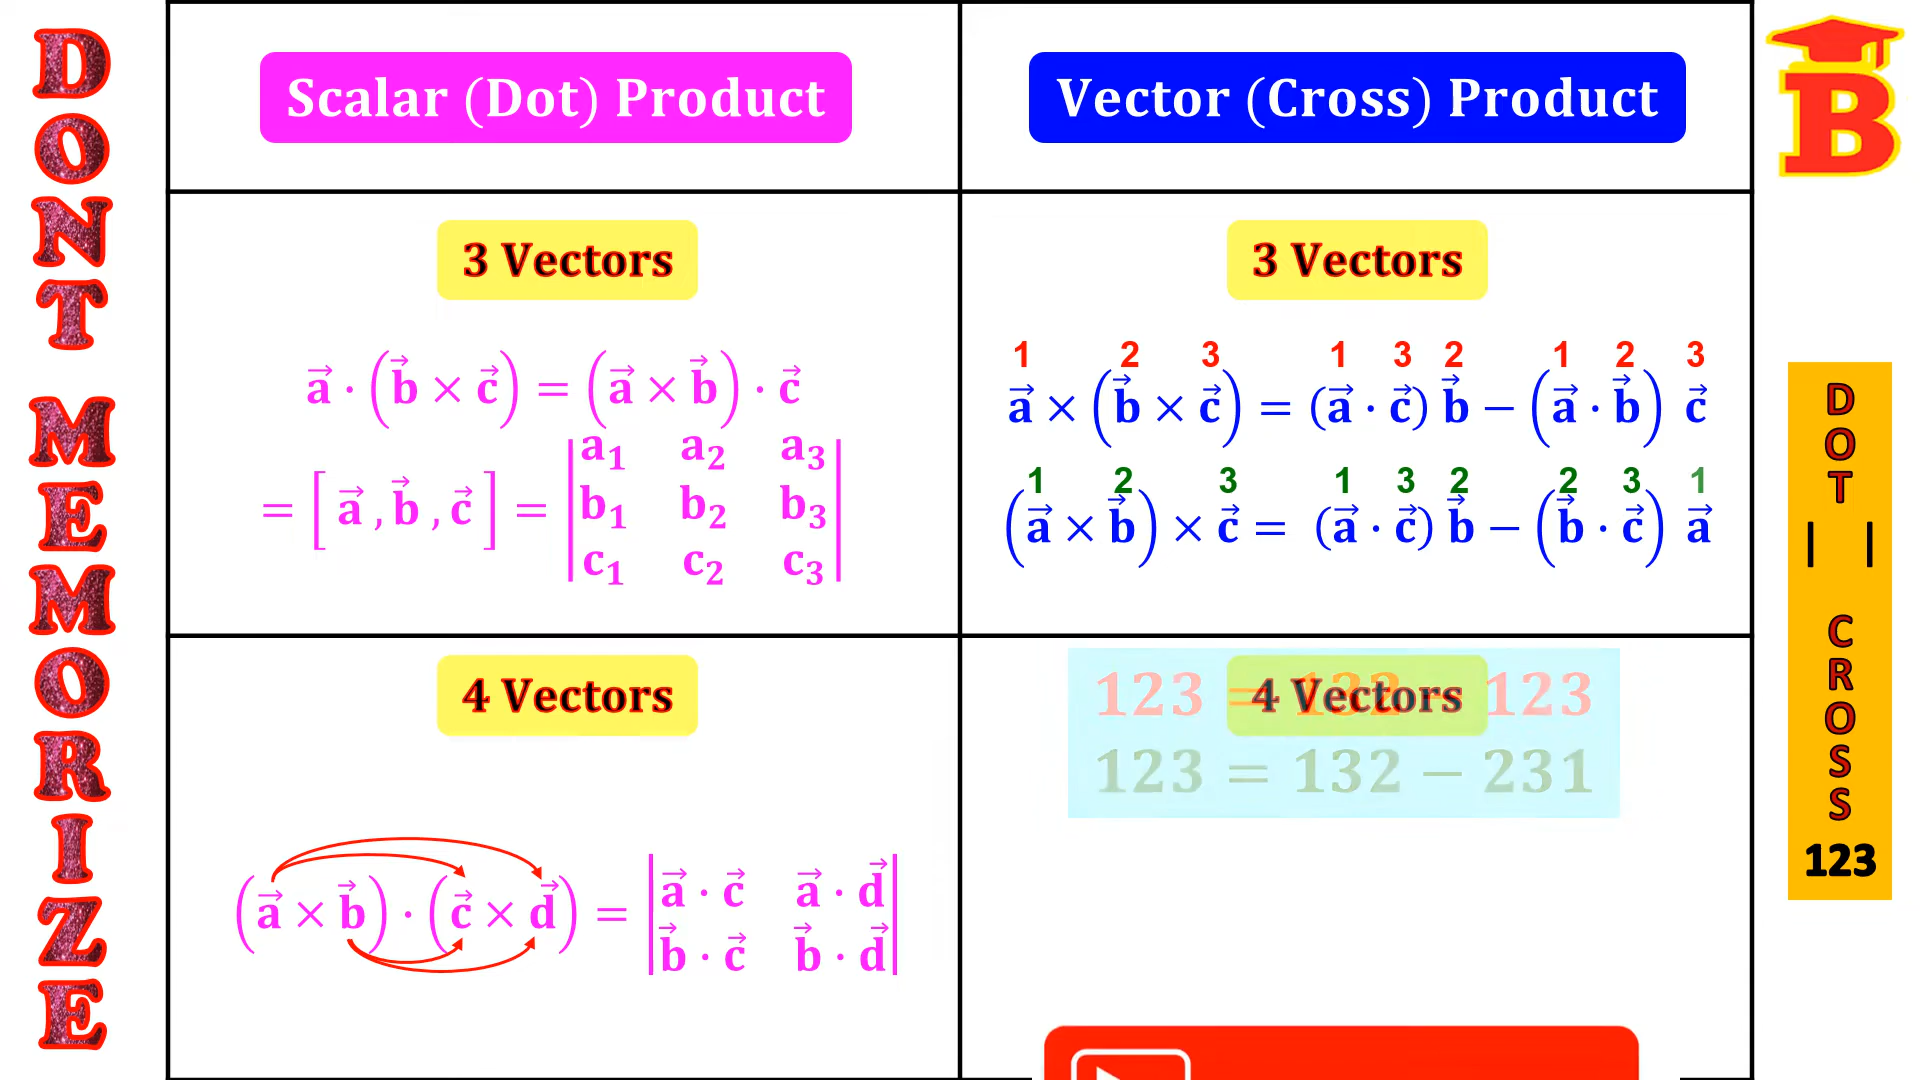 DONT MEMORIZE
Scalar (Dot) Product
Vector (Cross) Product
B
3 Vectors
a⃗ · (b⃗ × c⃗) = (a⃗ × b⃗) · c⃗
= [ a⃗ , b⃗ , c⃗ ] = | a₁ a₂ a₃
b₁ b₂ b₃
c₁ c₂ c₃ |
3 Vectors
1 2 3 1 3 2 1 2 3
a⃗ × (b⃗ × c⃗) = (a⃗ · c⃗) b⃗ − (a⃗ · b⃗) c⃗
1 2 3 1 3 2 2 3 1
(a⃗ × b⃗) × c⃗ = (a⃗ · c⃗) b⃗ − (b⃗ · c⃗) a⃗
4 Vectors
(a⃗ × b⃗) · (c⃗ × d⃗) = | a⃗ · c⃗ a⃗ · d⃗
b⃗ · c⃗ b⃗ · d⃗ |
4 Vectors
123 = 132 − 123
123 = 132 − 231
DOT
| |
CROSS
123